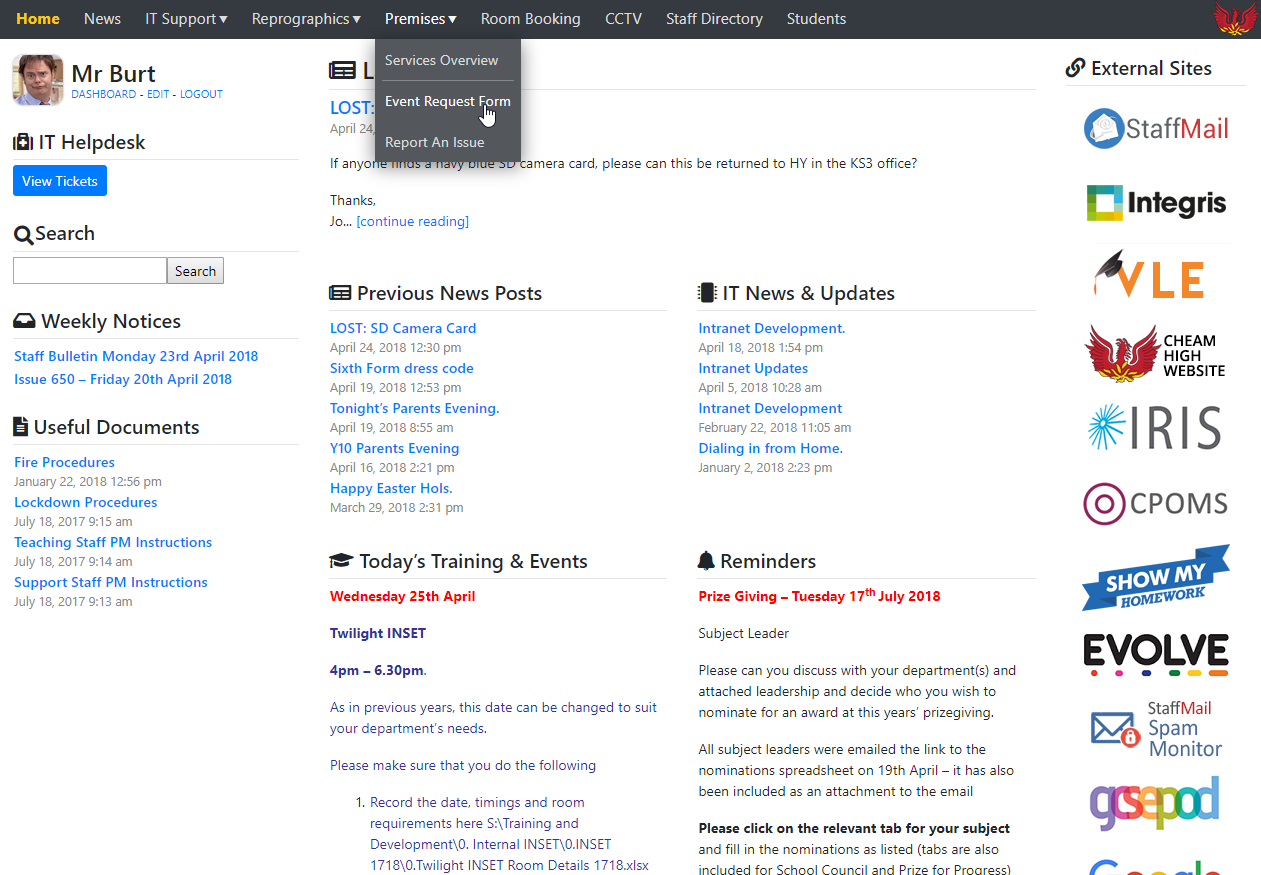 Home News IT Support ▾ Reprographics ▾ Premises ▾ Room Booking CCTV Staff Directory Students
Services Overview
Event Request Form
Report An Issue
Mr Burt
DASHBOARD - EDIT - LOGOUT
IT Helpdesk
View Tickets
Search
Search
Weekly Notices
Staff Bulletin Monday 23rd April 2018
Issue 650 – Friday 20th April 2018
Useful Documents
Fire Procedures
January 22, 2018 12:56 pm
Lockdown Procedures
July 18, 2017 9:15 am
Teaching Staff PM Instructions
July 18, 2017 9:14 am
Support Staff PM Instructions
July 18, 2017 9:13 am
L
LOST:
April 24,
If anyone finds a navy blue SD camera card, please can this be returned to HY in the KS3 office?
Thanks,
Jo... [continue reading]
Previous News Posts
LOST: SD Camera Card
April 24, 2018 12:30 pm
Sixth Form dress code
April 19, 2018 12:53 pm
Tonight’s Parents Evening.
April 19, 2018 8:55 am
Y10 Parents Evening
April 16, 2018 2:21 pm
Happy Easter Hols.
March 29, 2018 2:31 pm
IT News & Updates
Intranet Development.
April 18, 2018 1:54 pm
Intranet Updates
April 5, 2018 10:28 am
Intranet Development
February 22, 2018 11:05 am
Dialing in from Home.
January 2, 2018 2:23 pm
Today’s Training & Events
Wednesday 25th April
Twilight INSET
4pm – 6.30pm.
As in previous years, this date can be changed to suit
your department’s needs.
Please make sure that you do the following
1. Record the date, timings and room
requirements here S:\Training and
Development\0. Internal INSET\0.INSET
1718\0.Twilight INSET Room Details 1718.xlsx
Reminders
Prize Giving – Tuesday 17th July 2018
Subject Leader
Please can you discuss with your department(s) and
attached leadership and decide who you wish to
nominate for an award at this years’ prizegiving.
All subject leaders were emailed the link to the
nominations spreadsheet on 19th April – it has also
been included as an attachment to the email
Please click on the relevant tab for your subject
and fill in the nominations as listed (tabs are also
included for School Council and Prize for Progress)
External Sites
StaffMail
Integris
VLE
CHEAM
HIGH
WEBSITE
IRIS
CPOMS
SHOW MY
HOMEWORK
EVOLVE
StaffMail
Spam
Monitor
gcsepod
Google